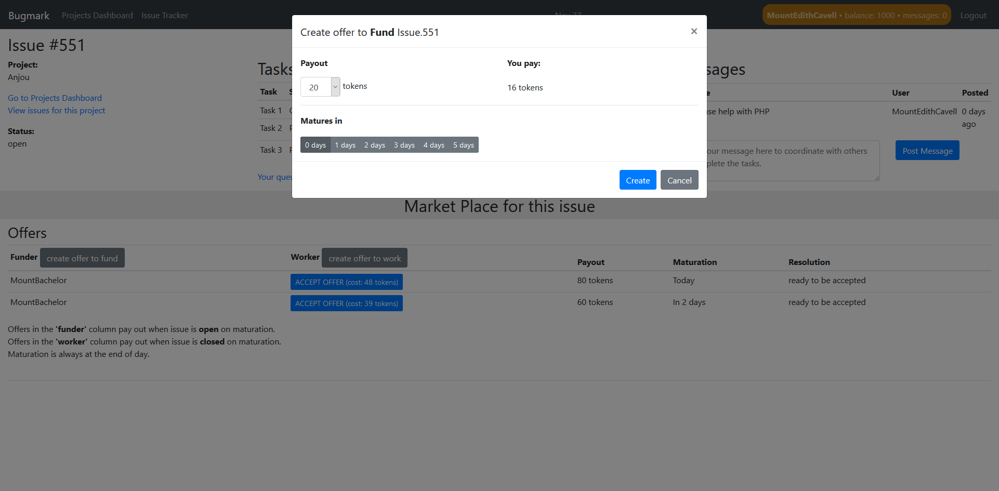 Bugmark Projects Dashboard Issue Tracker Nov 27 MountEdithCavell • balance: 1000 • messages: 0 Logout
Create offer to Fund Issue.551 ×
Payout You pay:
20 tokens 16 tokens
Matures in
0 days 1 days 2 days 3 days 4 days 5 days
Create Cancel
Issue #551
Project:
Anjou
Go to Projects Dashboard
View issues for this project
Status:
open
Tasks
Task
Task 1
Task 2
Task 3
Your queu
sages
User Posted
se help with PHP MountEdithCavell 0 days
ago
our message here to coordinate with others
plete the tasks.
Post Message
Market Place for this issue
Offers
Funder create offer to fund Worker create offer to work Payout Maturation Resolution
MountBachelor ACCEPT OFFER (cost: 48 tokens) 80 tokens Today ready to be accepted
MountBachelor ACCEPT OFFER (cost: 39 tokens) 60 tokens In 2 days ready to be accepted
Offers in the 'funder' column pay out when issue is open on maturation.
Offers in the 'worker' column pay out when issue is closed on maturation.
Maturation is always at the end of day.